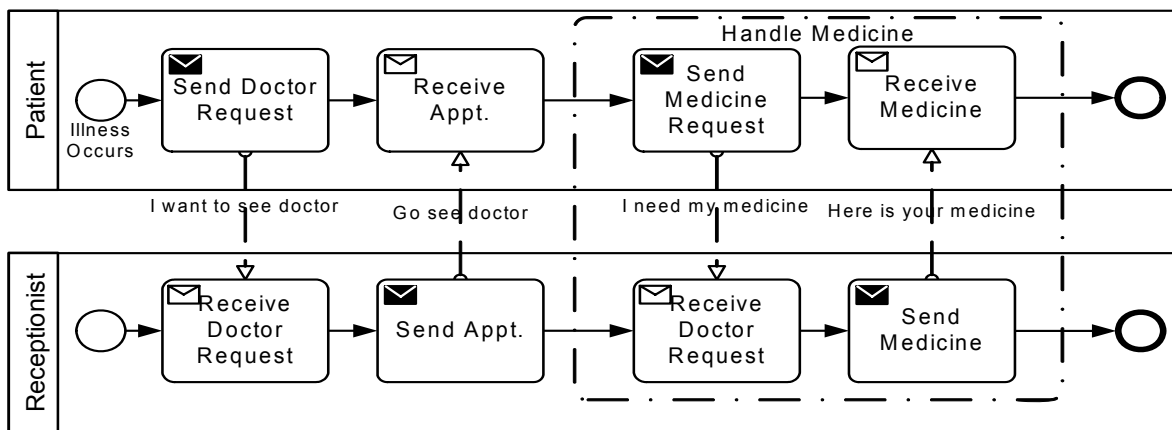 Patient
Handle Medicine
Send Doctor
Request
Receive
Appt.
Send
Medicine
Request
Receive
Medicine
Illness
Occurs
I want to see doctor
Go see doctor
I need my medicine
Here is your medicine
Receptionist
Receive
Doctor
Request
Send Appt.
Receive
Doctor
Request
Send
Medicine